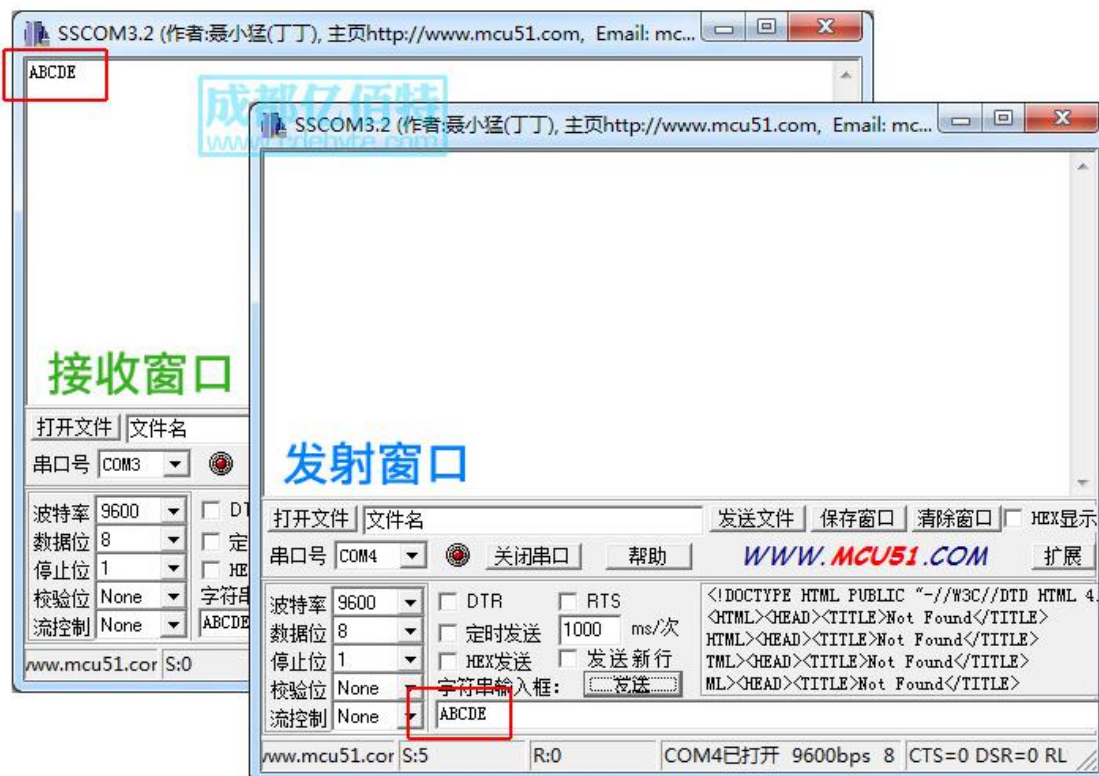 SSCOM3.2 (作者:聂小猛(丁丁), 主页http://www.mcu51.com, Email: mc...
ABCDE
成都亿佰特
www.cdebyte.com
接收窗口
打开文件 文件名
串口号 COM3
波特率 9600 DT
数据位 8 定
停止位 1 HE
校验位 None 字符串
流控制 None ABCDE
www.mcu51.cor S:0
SSCOM3.2 (作者:聂小猛(丁丁), 主页http://www.mcu51.com, Email: mc...
发射窗口
打开文件 文件名 发送文件 保存窗口 清除窗口 HEX显示
串口号 COM4 关闭串口 帮助 WWW.MCU51.COM 扩展
波特率 9600 DTR RTS
数据位 8 定时发送 1000 ms/次
停止位 1 HEX发送 发送新行
校验位 None 字符串输入框: 发送
流控制 None ABCDE
<!DOCTYPE HTML PUBLIC "-//W3C//DTD HTML 4.
<HTML><HEAD><TITLE>Not Found</TITLE>
HTML><HEAD><TITLE>Not Found</TITLE>
TML><HEAD><TITLE>Not Found</TITLE>
ML><HEAD><TITLE>Not Found</TITLE>
www.mcu51.cor S:5 R:0 COM4已打开 9600bps 8 CTS=0 DSR=0 RL